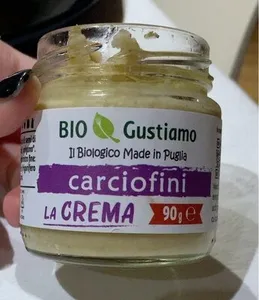 BIO Gustiamo
Il Biologico Made in Puglia
carciofini
LA CREMA 90g e